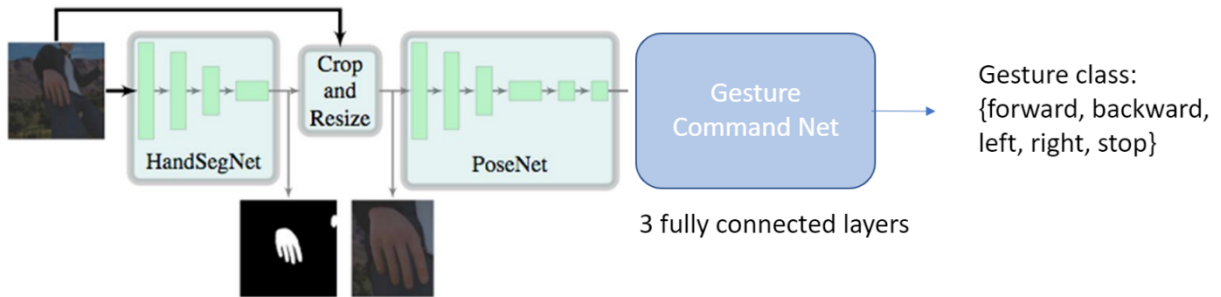 Crop
and
Resize
HandSegNet
PoseNet
Gesture
Command Net
3 fully connected layers
Gesture class:
{forward, backward,
left, right, stop}